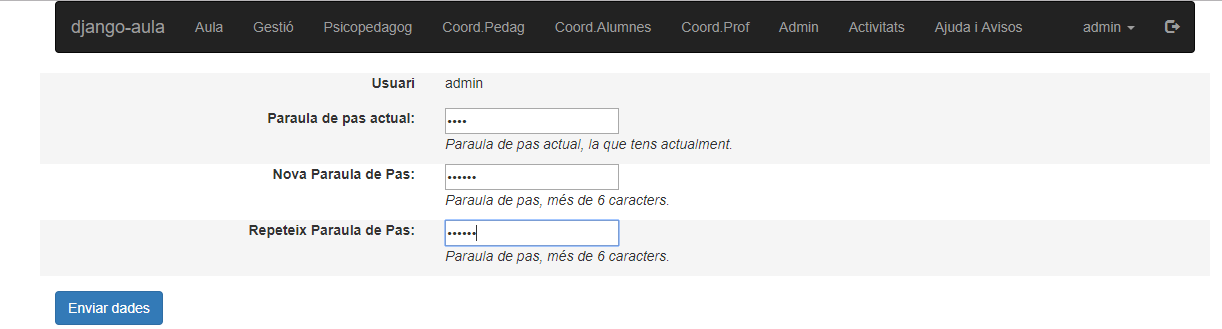 django-aula Aula Gestió Psicopedagog Coord.Pedag Coord.Alumnes Coord.Prof Admin Activitats Ajuda i Avisos admin
Usuari admin
Paraula de pas actual: ••••
Paraula de pas actual, la que tens actualment.
Nova Paraula de Pas: ••••••
Paraula de pas, més de 6 caracters.
Repeteix Paraula de Pas: ••••••
Paraula de pas, més de 6 caracters.
Enviar dades